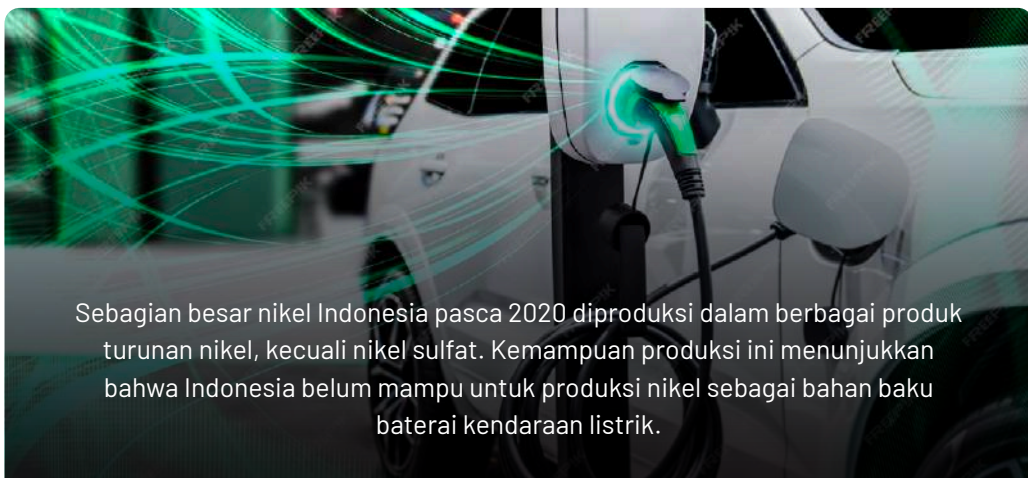 Sebagian besar nikel Indonesia pasca 2020 diproduksi dalam berbagai produk
turunan nikel, kecuali nikel sulfat. Kemampuan produksi ini menunjukkan
bahwa Indonesia belum mampu untuk produksi nikel sebagai bahan baku
baterai kendaraan listrik.